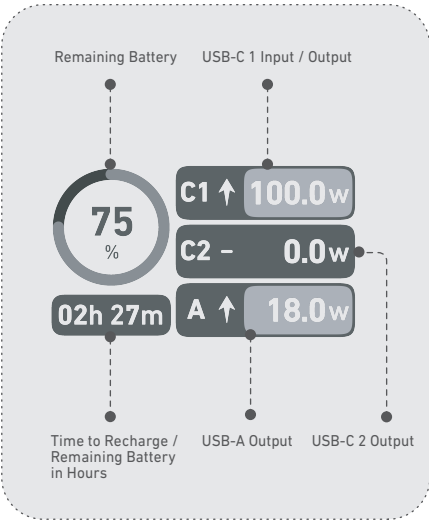 Remaining Battery
USB-C 1 Input / Output
75
%
C1 100.0w
C2 – 0.0w
A 18.0w
02h 27m
Time to Recharge /
Remaining Battery
in Hours
USB-A Output
USB-C 2 Output